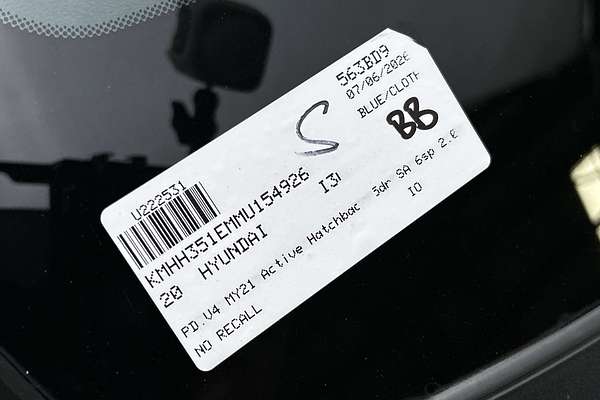 563BD9
07/06/2026
BLUE/CLOTH
S
BB
U222531
KMHH351EMMU154926
20 HYUNDAI I3
PD.V4 MY21 Active Hatchbac 5dr SA 6sp 2.0
IO
NO RECALL